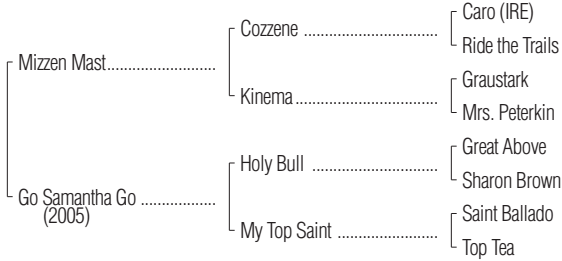 Caro (IRE)
Cozzene
Ride the Trails
Mizzen Mast
Graustark
Kinema
Mrs. Peterkin
Great Above
Holy Bull
Sharon Brown
Go Samantha Go
(2005)
Saint Ballado
My Top Saint
Top Tea